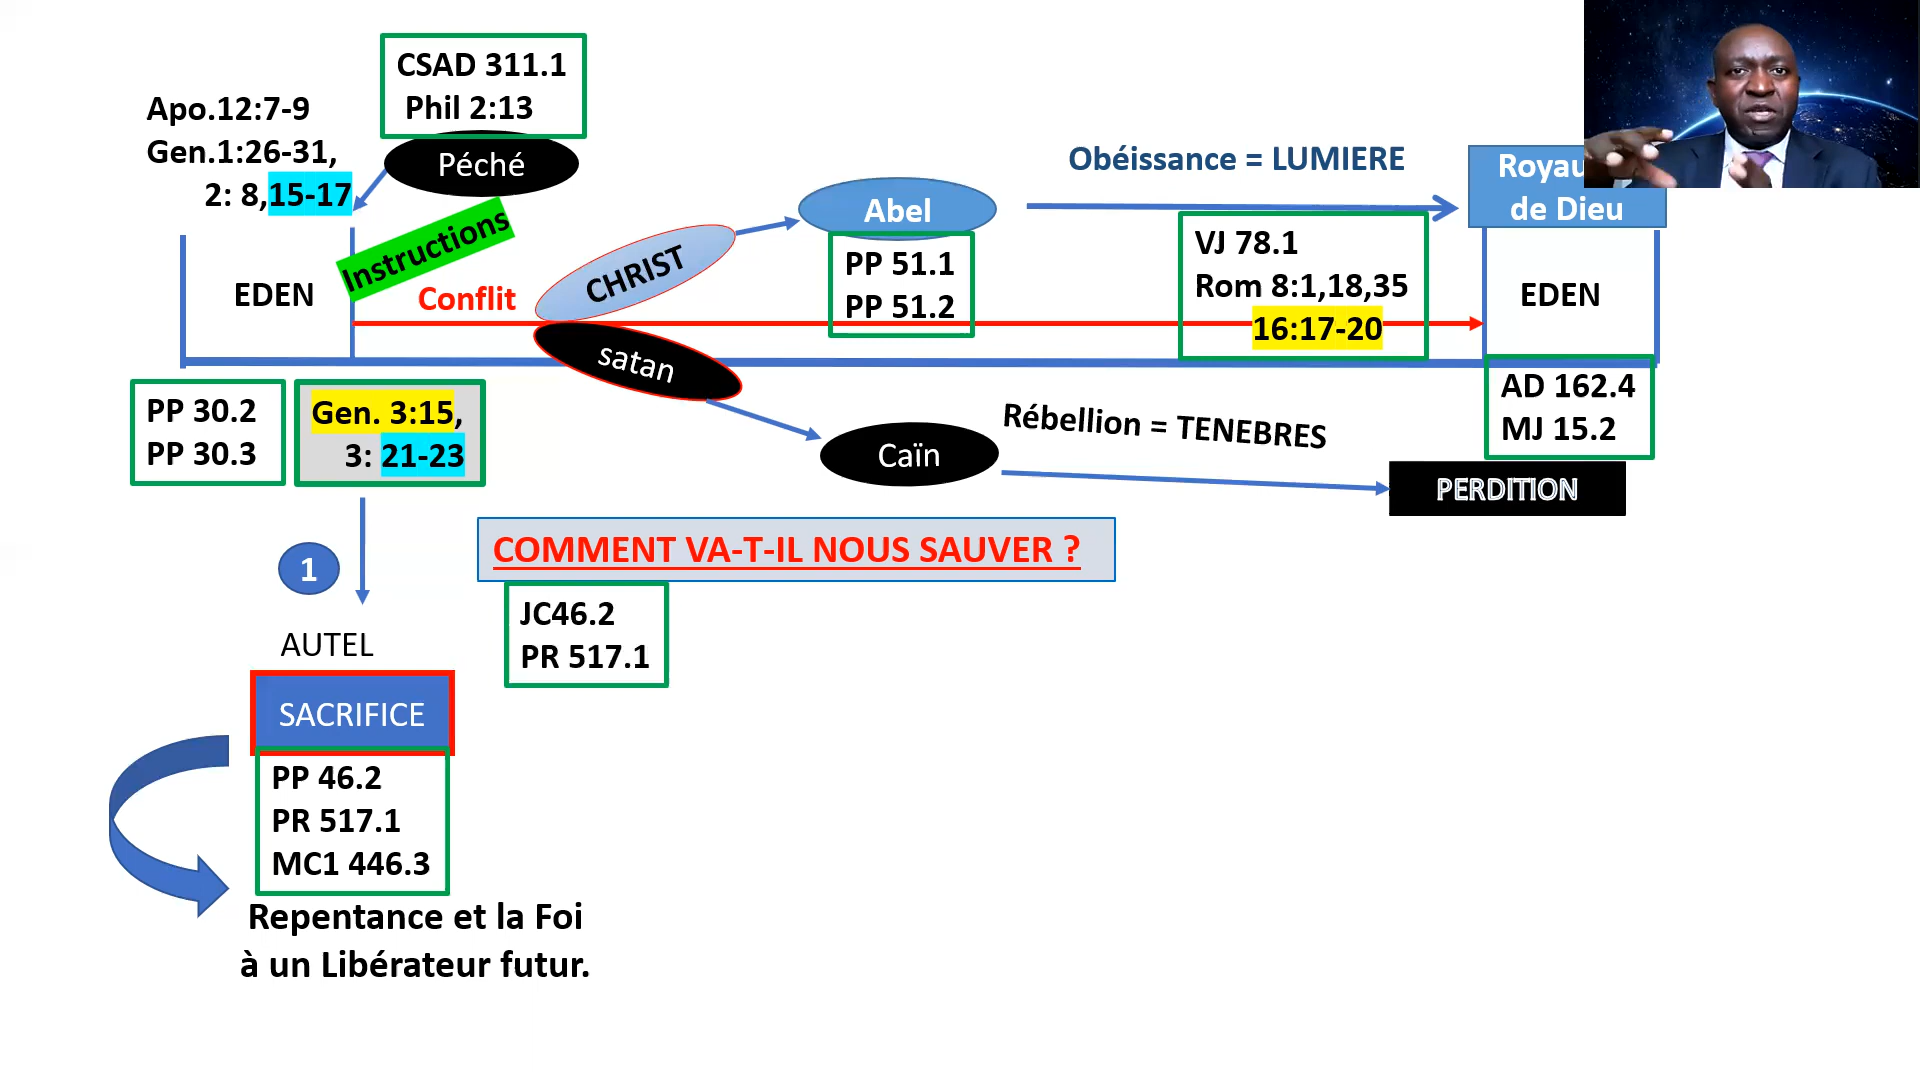 CSAD 311.1
Phil 2:13
Apo.12:7-9
Gen.1:26-31,
2: 8,15-17
Péché
Instructions
EDEN
Conflit
CHRIST
satan
Abel
PP 51.1
PP 51.2
Obéissance = LUMIERE
VJ 78.1
Rom 8:1,18,35
16:17-20
de Dieu
EDEN
AD 162.4
MJ 15.2
PP 30.2
PP 30.3
Gen. 3:15,
3: 21-23
Caïn
Rébellion = TENEBRES
PERDITION
1
COMMENT VA-T-IL NOUS SAUVER ?
JC46.2
PR 517.1
AUTEL
SACRIFICE
PP 46.2
PR 517.1
MC1 446.3
Repentance et la Foi
à un Libérateur futur.